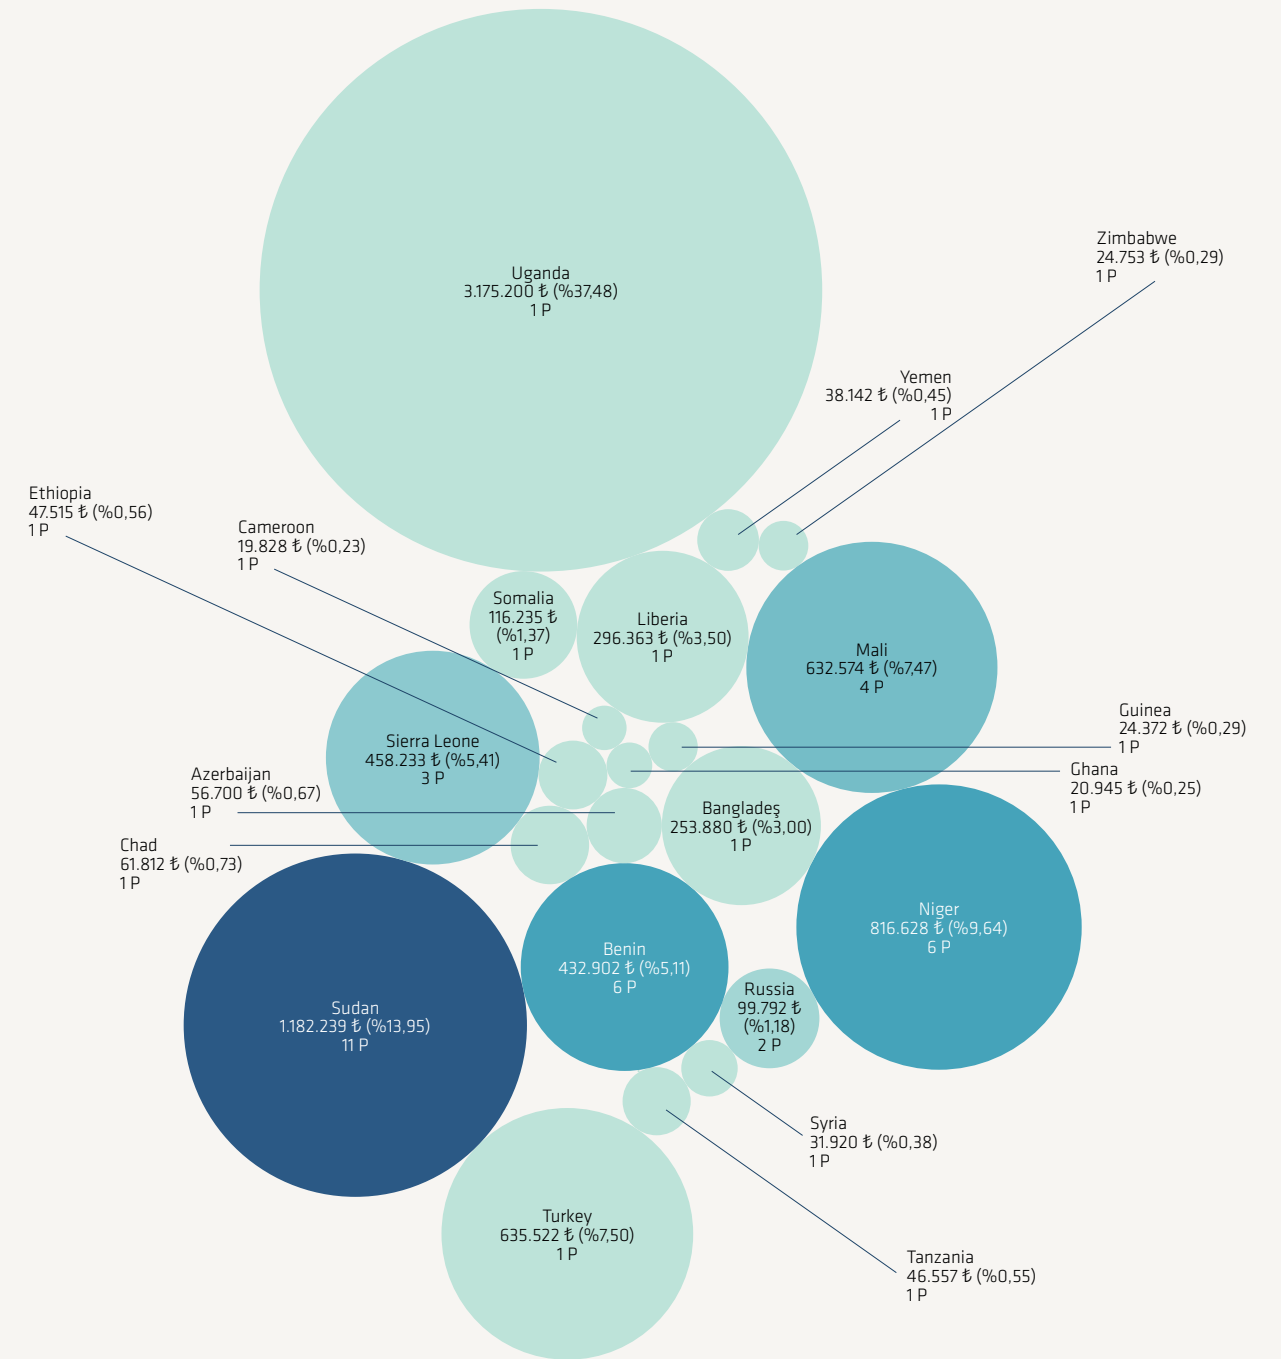 Uganda
3.175.200 ₺ (%37,48)
1 P
Zimbabwe
24.753 ₺ (%0,29)
1 P
Yemen
38.142 ₺ (%0,45)
1 P
Ethiopia
47.515 ₺ (%0,56)
1 P
Cameroon
19.828 ₺ (%0,23)
1 P
Somalia
116.235 ₺
(%1,37)
1 P
Liberia
296.363 ₺ (%3,50)
1 P
Mali
632.574 ₺ (%7,47)
4 P
Guinea
24.372 ₺ (%0,29)
1 P
Sierra Leone
458.233 ₺ (%5,41)
3 P
Ghana
20.945 ₺ (%0,25)
1 P
Azerbaijan
56.700 ₺ (%0,67)
1 P
Bangladeş
253.880 ₺ (%3,00)
1 P
Chad
61.812 ₺ (%0,73)
1 P
Niger
816.628 ₺ (%9,64)
6 P
Benin
432.902 ₺ (%5,11)
6 P
Russia
99.792 ₺
(%1,18)
2 P
Sudan
1.182.239 ₺ (%13,95)
11 P
Syria
31.920 ₺ (%0,38)
1 P
Turkey
635.522 ₺ (%7,50)
1 P
Tanzania
46.557 ₺ (%0,55)
1 P